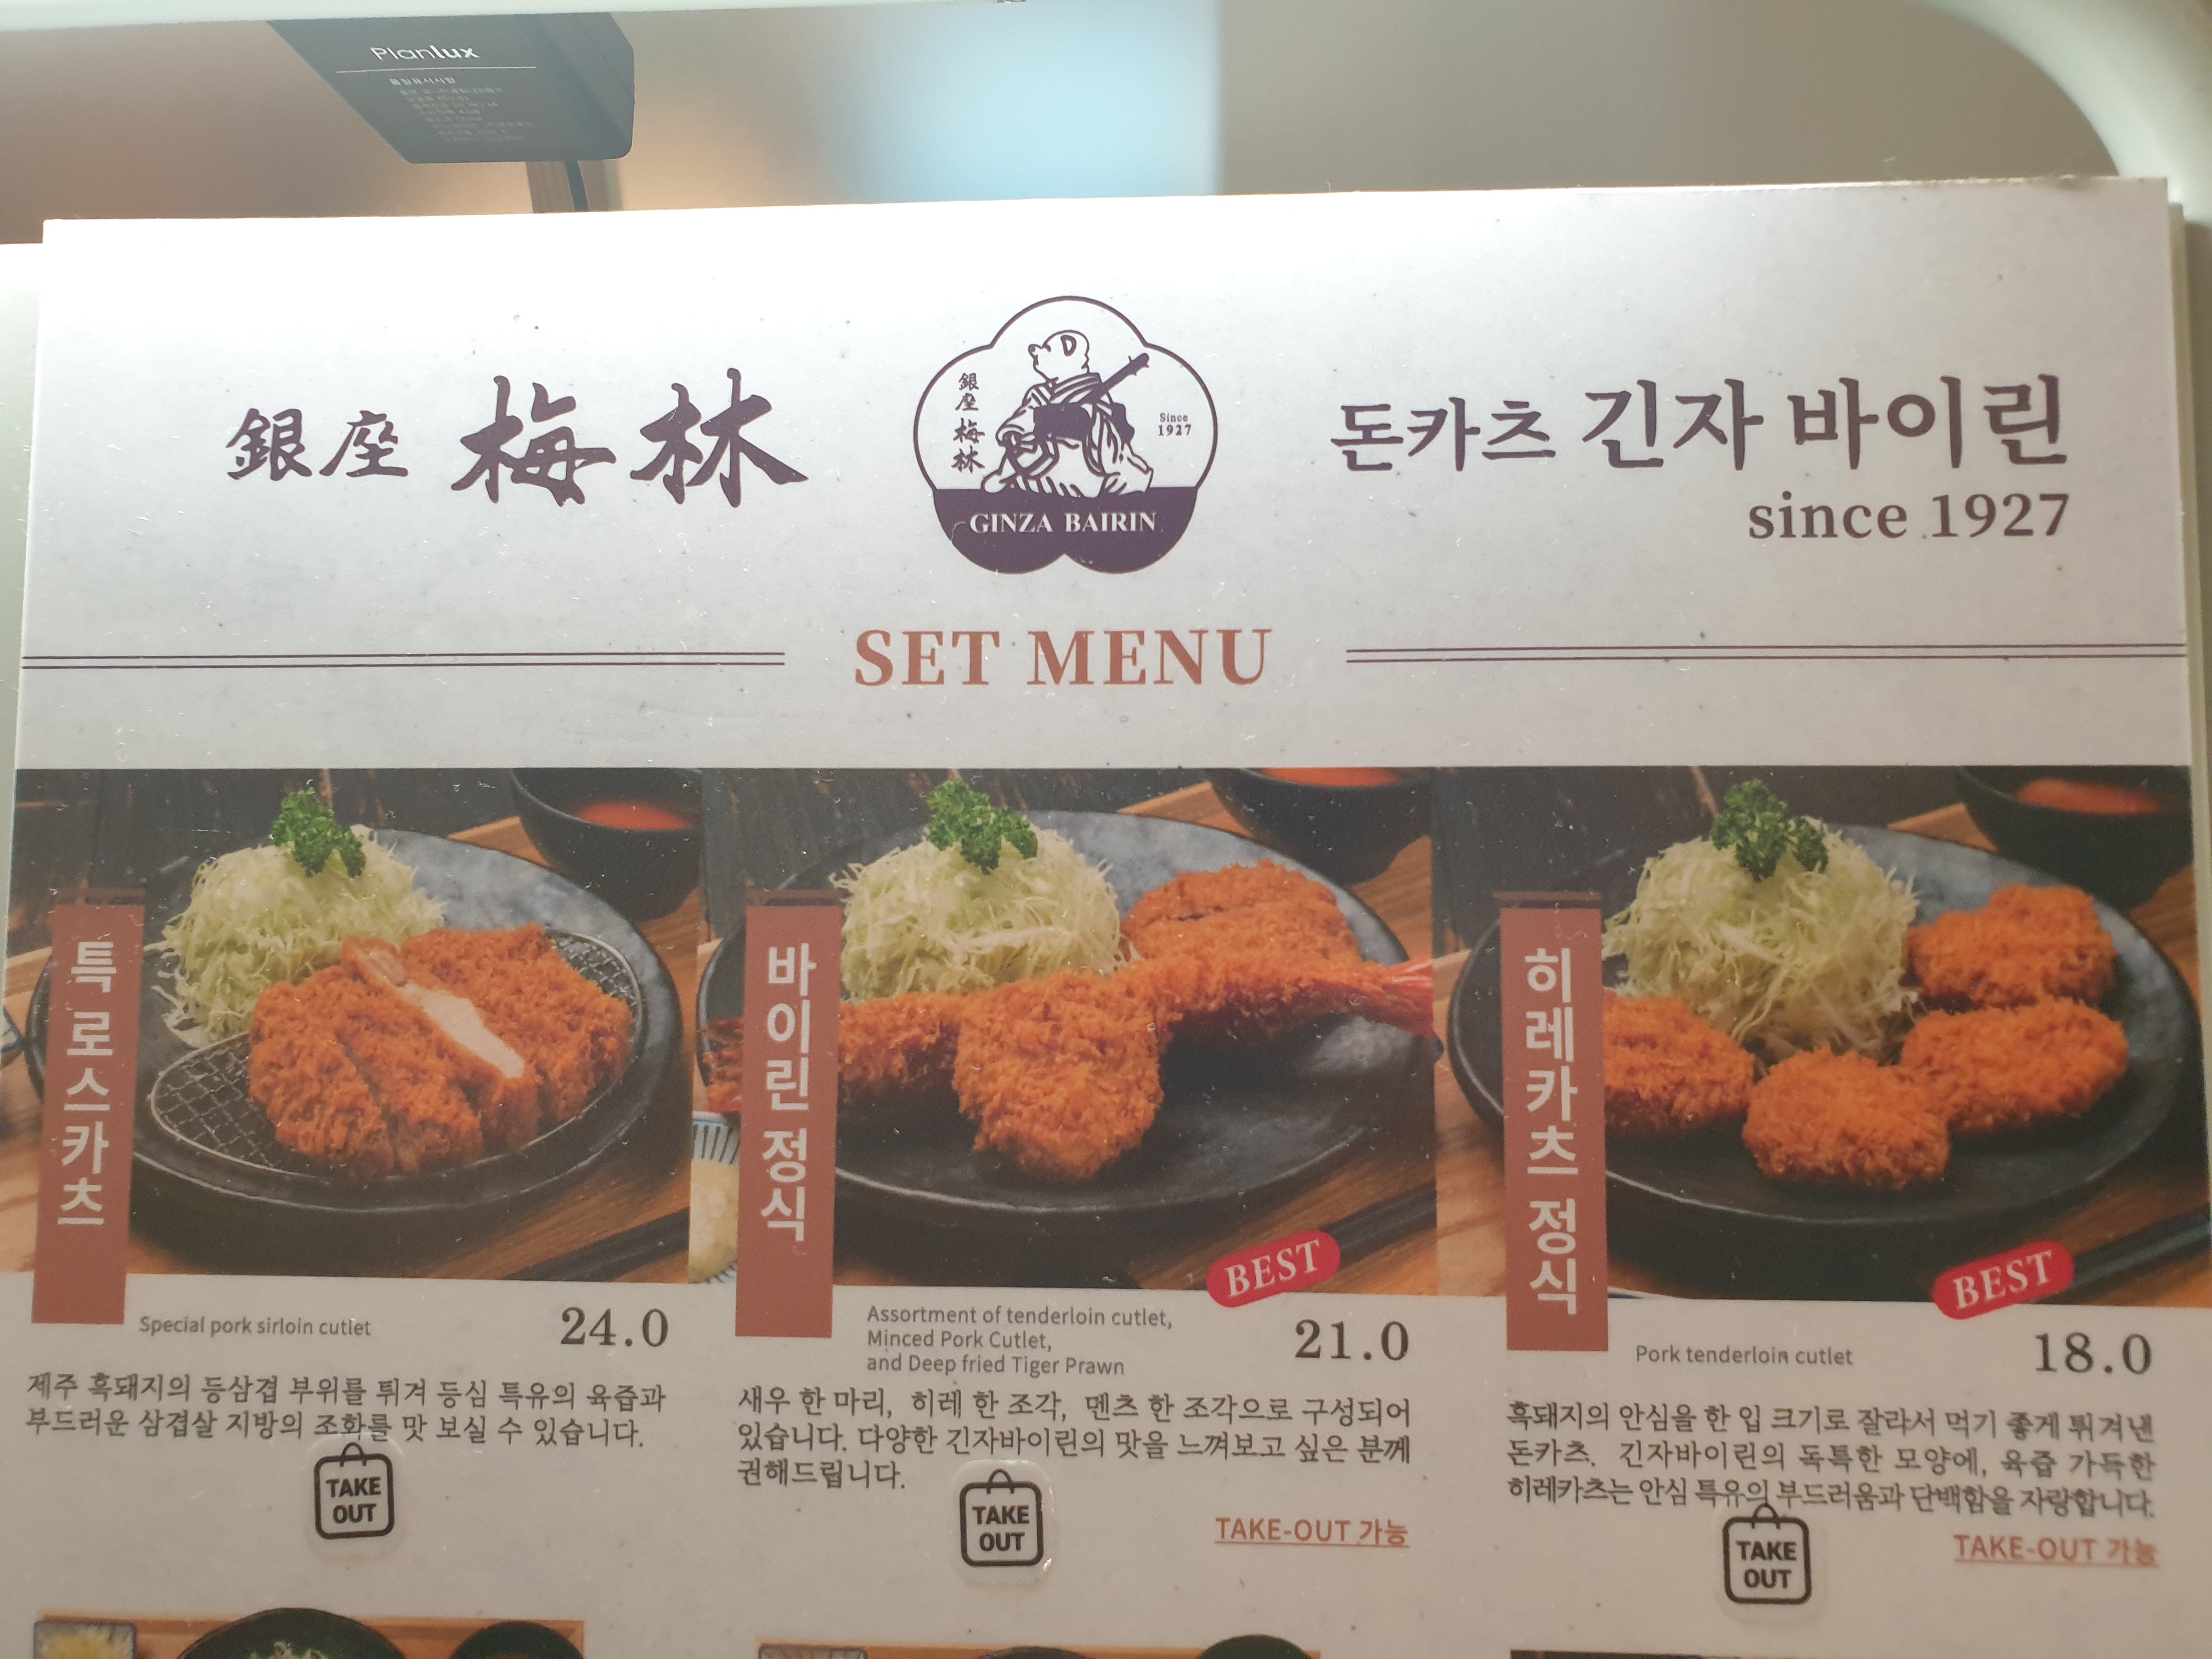 Planlux
품질표시사항
銀座 梅林
銀座
梅林
Since
1927
GINZA BAIRIN
돈카츠 긴자 바이린
since 1927
SET MENU
특 로스카츠
Special pork sirloin cutlet
24.0
제주 흑돼지의 등삼겹 부위를 튀겨 등심 특유의 육즙과
부드러운 삼겹살 지방의 조화를 맛 보실 수 있습니다.
TAKE
OUT
바이린 정식
BEST
Assortment of tenderloin cutlet,
Minced Pork Cutlet,
and Deep fried Tiger Prawn
21.0
새우 한 마리, 히레 한 조각, 멘츠 한 조각으로 구성되어
있습니다. 다양한 긴자바이린의 맛을 느껴보고 싶은 분께
권해드립니다.
TAKE
OUT
TAKE-OUT 가능
히레카츠 정식
BEST
Pork tenderloin cutlet
18.0
흑돼지의 안심을 한 입 크기로 잘라서 먹기 좋게 튀겨낸
돈카츠. 긴자바이린의 독특한 모양에, 육즙 가득한
히레카츠는 안심 특유의 부드러움과 단백함을 자랑합니다.
TAKE
OUT
TAKE-OUT 가능